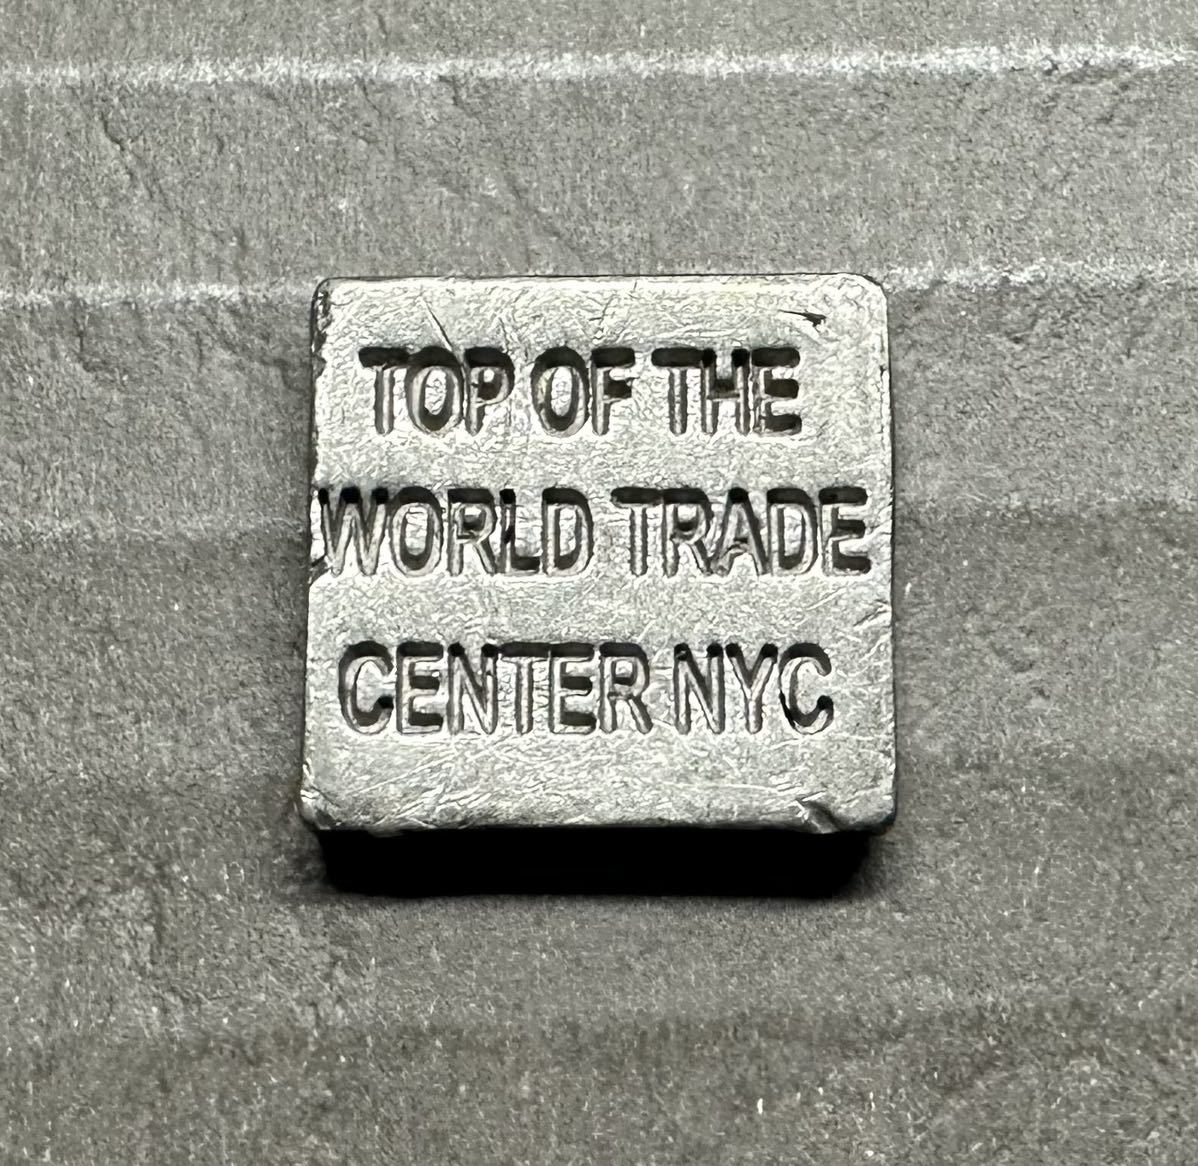 TOP OF THE
WORLD TRADE
CENTER NYC